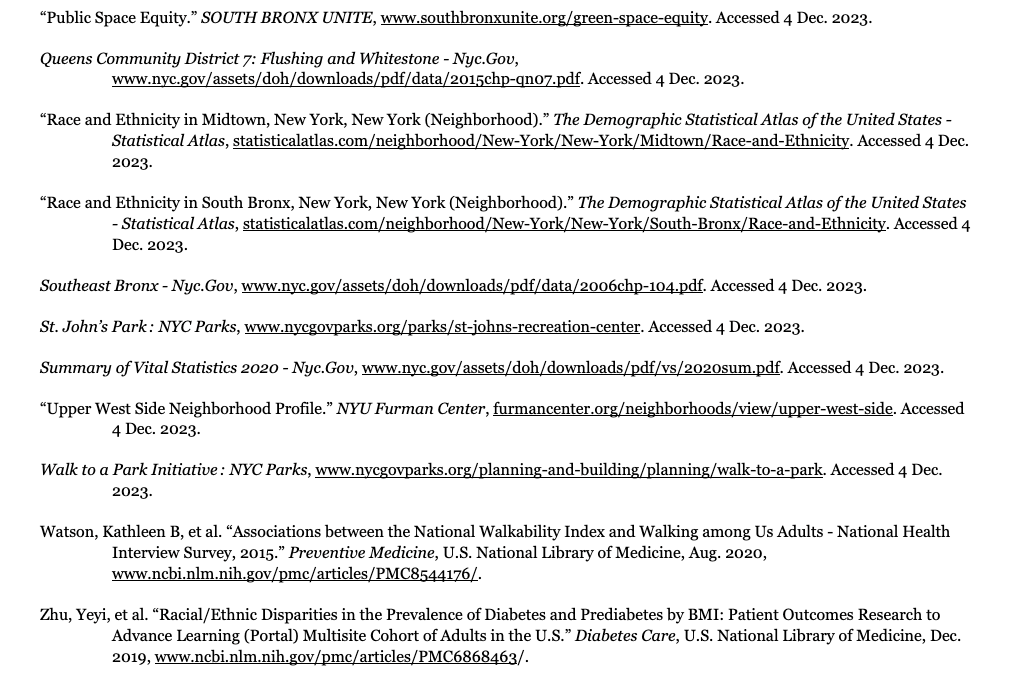 “Public Space Equity.” SOUTH BRONX UNITE, www.southbronxunite.org/green-space-equity. Accessed 4 Dec. 2023.
Queens Community District 7: Flushing and Whitestone - Nyc.Gov,
www.nyc.gov/assets/doh/downloads/pdf/data/2015chp-qn07.pdf. Accessed 4 Dec. 2023.
“Race and Ethnicity in Midtown, New York, New York (Neighborhood).” The Demographic Statistical Atlas of the United States -
Statistical Atlas, statisticalatlas.com/neighborhood/New-York/New-York/Midtown/Race-and-Ethnicity. Accessed 4 Dec.
2023.
“Race and Ethnicity in South Bronx, New York, New York (Neighborhood).” The Demographic Statistical Atlas of the United States
- Statistical Atlas, statisticalatlas.com/neighborhood/New-York/New-York/South-Bronx/Race-and-Ethnicity. Accessed 4
Dec. 2023.
Southeast Bronx - Nyc.Gov, www.nyc.gov/assets/doh/downloads/pdf/data/2006chp-104.pdf. Accessed 4 Dec. 2023.
St. John’s Park : NYC Parks, www.nycgovparks.org/parks/st-johns-recreation-center. Accessed 4 Dec. 2023.
Summary of Vital Statistics 2020 - Nyc.Gov, www.nyc.gov/assets/doh/downloads/pdf/vs/2020sum.pdf. Accessed 4 Dec. 2023.
“Upper West Side Neighborhood Profile.” NYU Furman Center, furmancenter.org/neighborhoods/view/upper-west-side. Accessed
4 Dec. 2023.
Walk to a Park Initiative : NYC Parks, www.nycgovparks.org/planning-and-building/planning/walk-to-a-park. Accessed 4 Dec.
2023.
Watson, Kathleen B, et al. “Associations between the National Walkability Index and Walking among Us Adults - National Health
Interview Survey, 2015.” Preventive Medicine, U.S. National Library of Medicine, Aug. 2020,
www.ncbi.nlm.nih.gov/pmc/articles/PMC8544176/.
Zhu, Yeyi, et al. “Racial/Ethnic Disparities in the Prevalence of Diabetes and Prediabetes by BMI: Patient Outcomes Research to
Advance Learning (Portal) Multisite Cohort of Adults in the U.S.” Diabetes Care, U.S. National Library of Medicine, Dec.
2019, www.ncbi.nlm.nih.gov/pmc/articles/PMC6868463/.